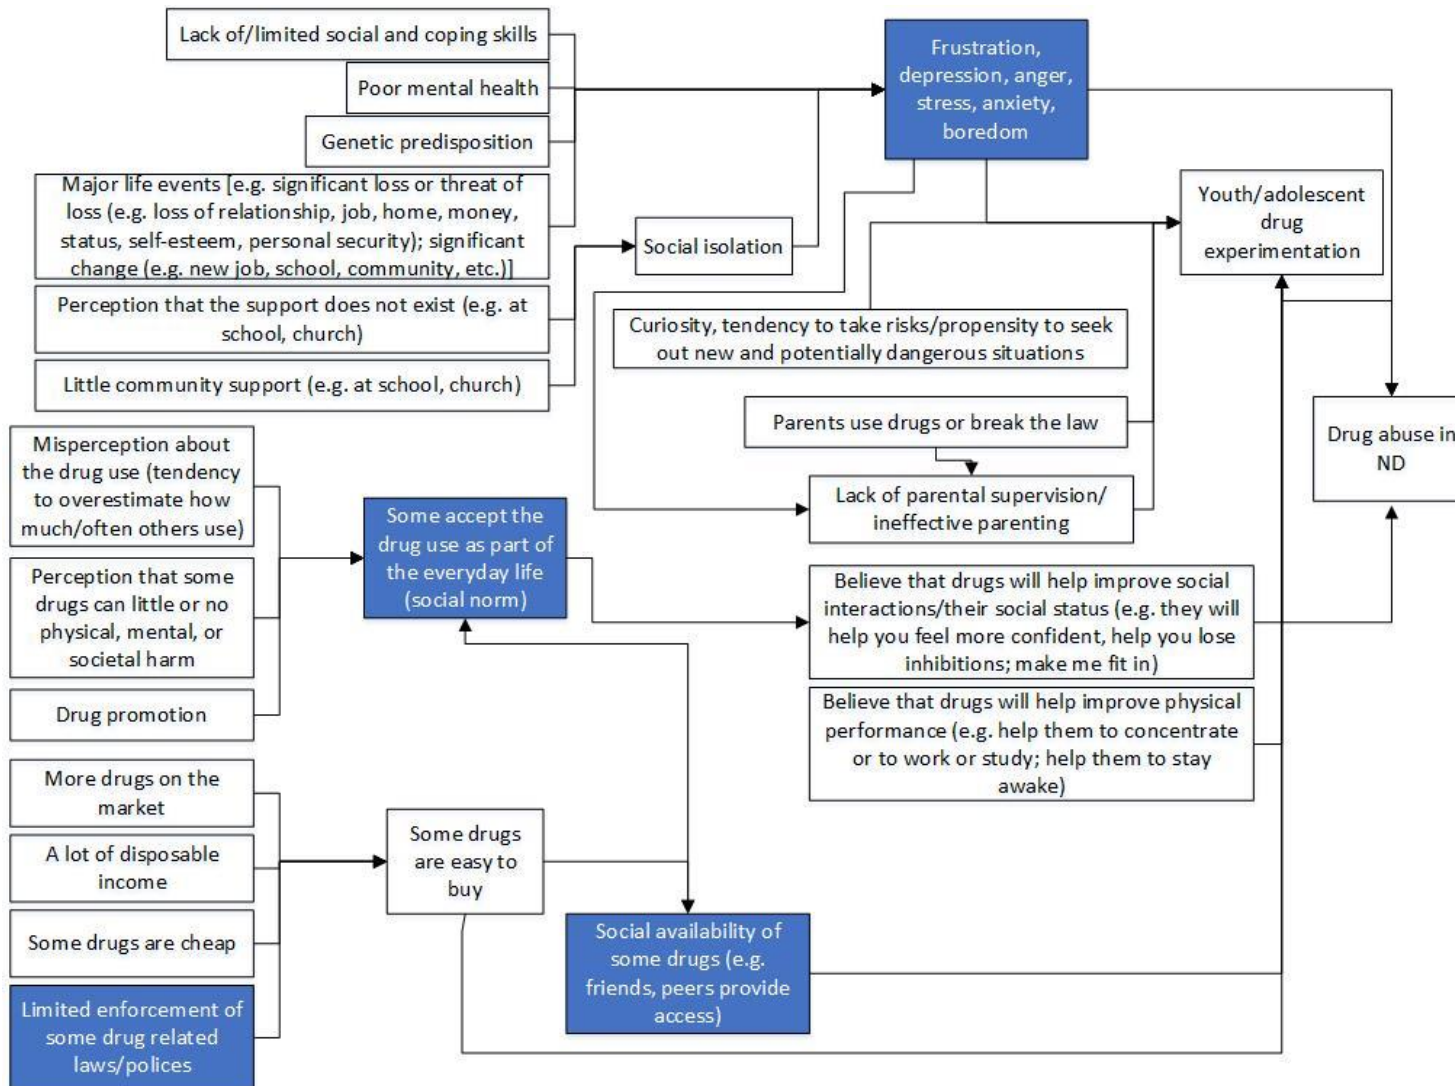 Lack of/limited social and coping skills
Poor mental health
Genetic predisposition
Major life events [e.g. significant loss or threat of
loss (e.g. loss of relationship, job, home, money,
status, self-esteem, personal security); significant
change (e.g. new job, school, community, etc.)]
Perception that the support does not exist (e.g. at
school, church)
Little community support (e.g. at school, church)
Social isolation
Frustration,
depression, anger,
stress, anxiety,
boredom
Youth/adolescent
drug
experimentation
Curiosity, tendency to take risks/propensity to seek
out new and potentially dangerous situations
Parents use drugs or break the law
Lack of parental supervision/
ineffective parenting
Drug abuse in
ND
Misperception about
the drug use (tendency
to overestimate how
much/often others use)
Perception that some
drugs can little or no
physical, mental, or
societal harm
Drug promotion
Some accept the
drug use as part of
the everyday life
(social norm)
Believe that drugs will help improve social
interactions/their social status (e.g. they will
help you feel more confident, help you lose
inhibitions; make me fit in)
Believe that drugs will help improve physical
performance (e.g. help them to concentrate
or to work or study; help them to stay
awake)
More drugs on the
market
A lot of disposable
income
Some drugs are cheap
Limited enforcement of
some drug related
laws/polices
Some drugs
are easy to
buy
Social availability of
some drugs (e.g.
friends, peers provide
access)